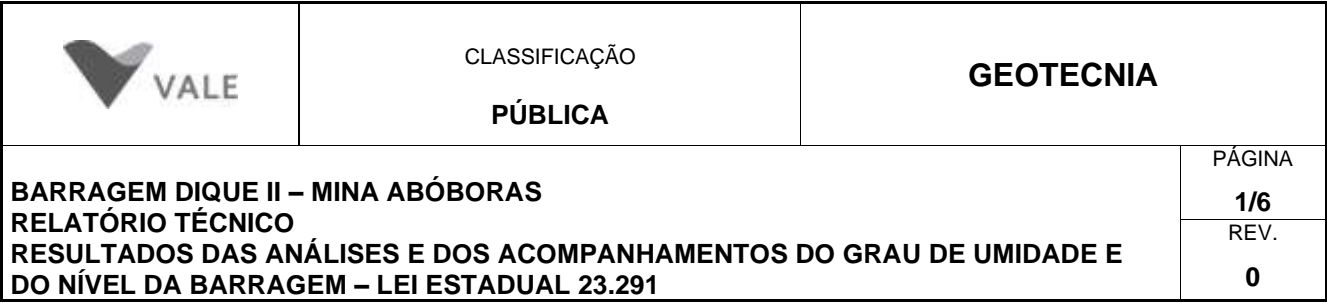 VALE
CLASSIFICAÇÃO
PÚBLICA
GEOTECNIA
BARRAGEM DIQUE II – MINA ABÓBORAS
RELATÓRIO TÉCNICO
RESULTADOS DAS ANÁLISES E DOS ACOMPANHAMENTOS DO GRAU DE UMIDADE E
DO NÍVEL DA BARRAGEM – LEI ESTADUAL 23.291
PÁGINA
1/6
REV.
0